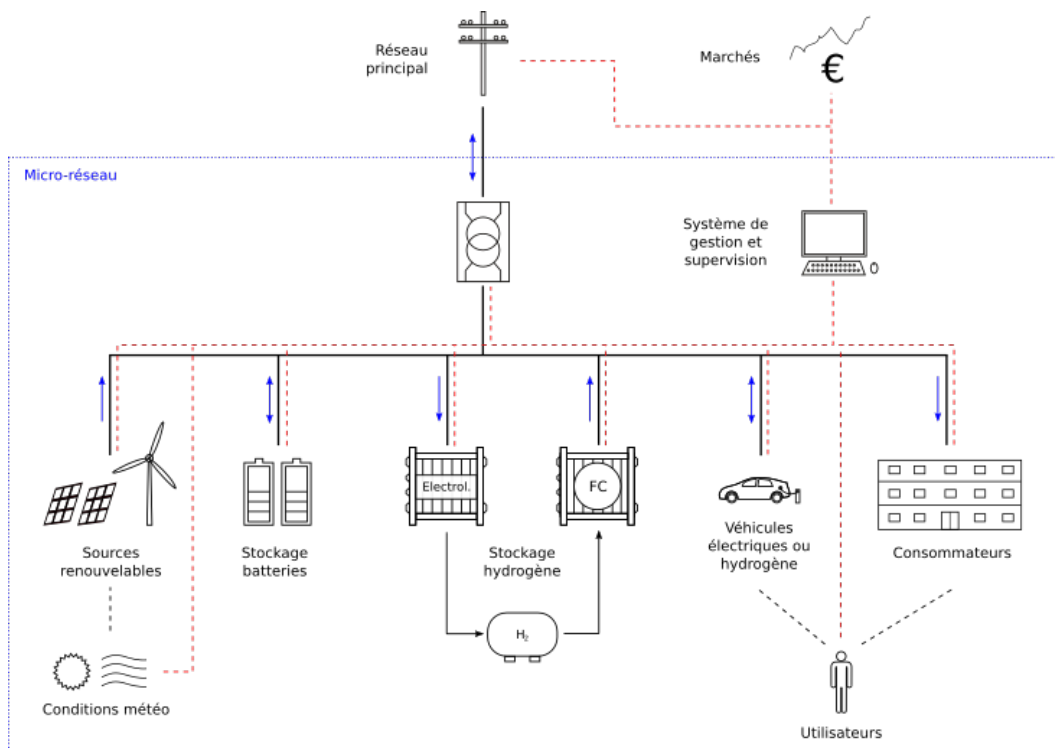 Réseau
principal
Marchés
€
Micro-réseau
Système de
gestion et
supervision
Electrol.
FC
Sources
renouvelables
Stockage
batteries
Stockage
hydrogène
Véhicules
électriques ou
hydrogène
Consommateurs
H₂
Conditions météo
Utilisateurs